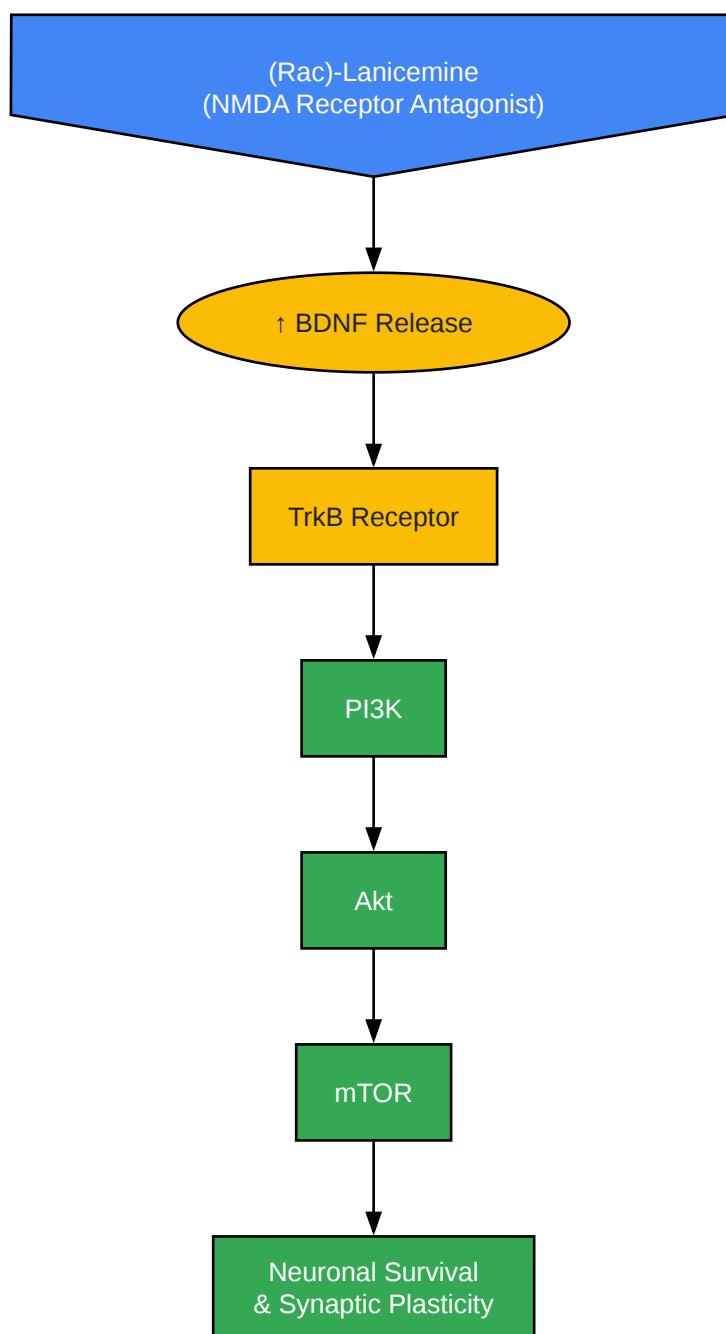 (Rac)-Lanicemine
(NMDA Receptor Antagonist)
↑ BDNF Release
TrkB Receptor
PI3K
Akt
mTOR
Neuronal Survival
& Synaptic Plasticity